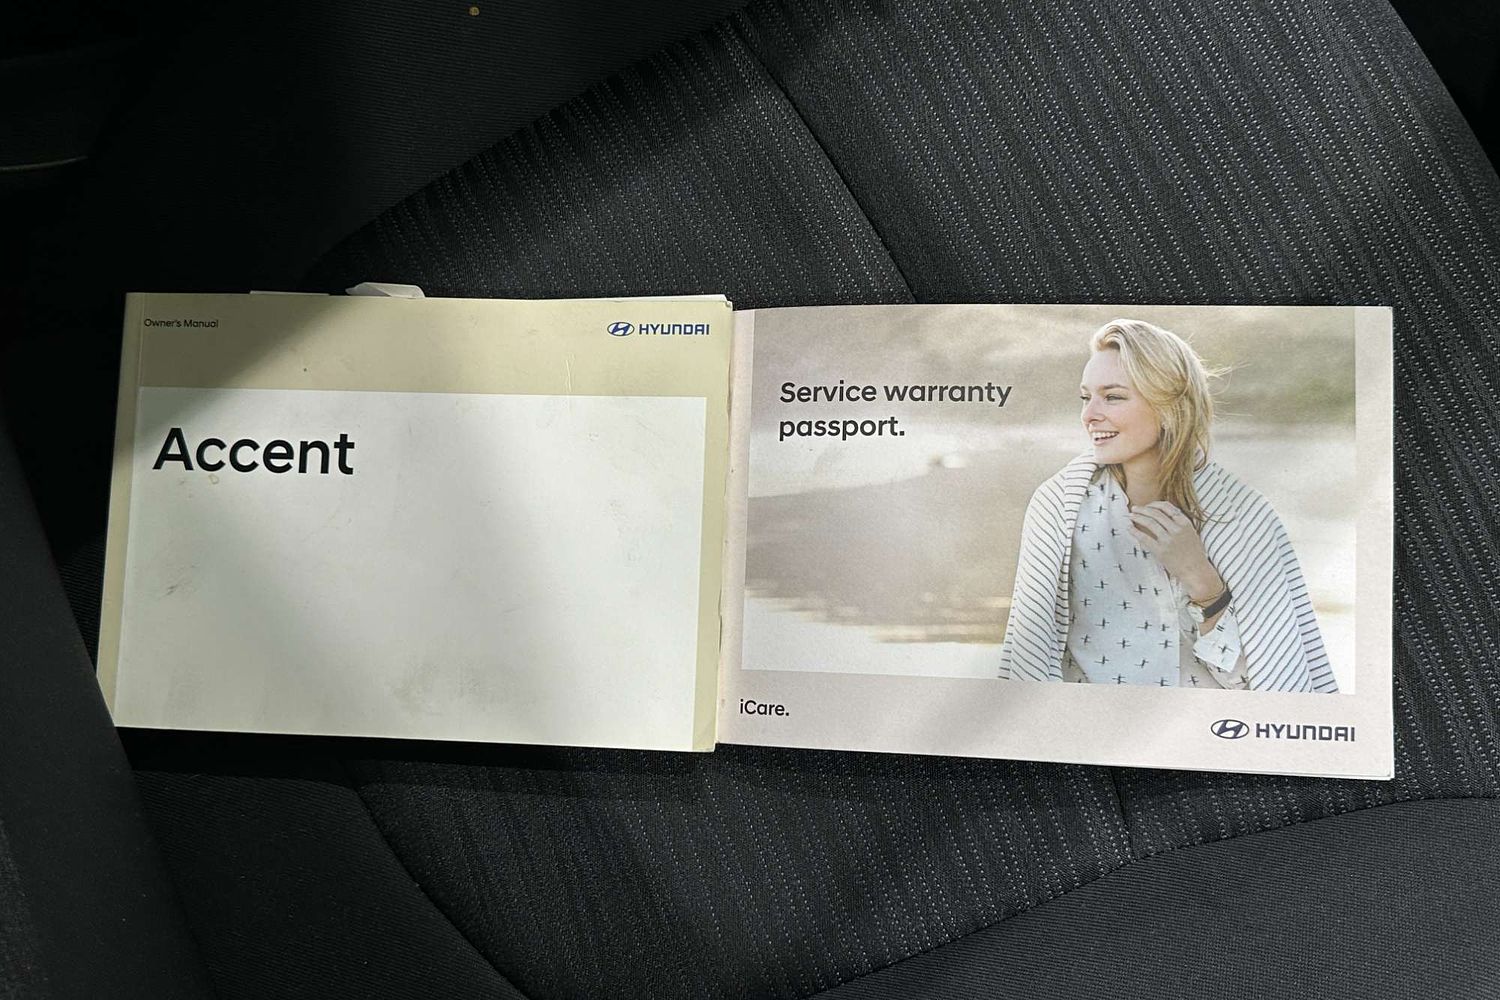 Owner's Manual
HYUNDAI
Accent
Service warranty
passport.
iCare.
HYUNDAI